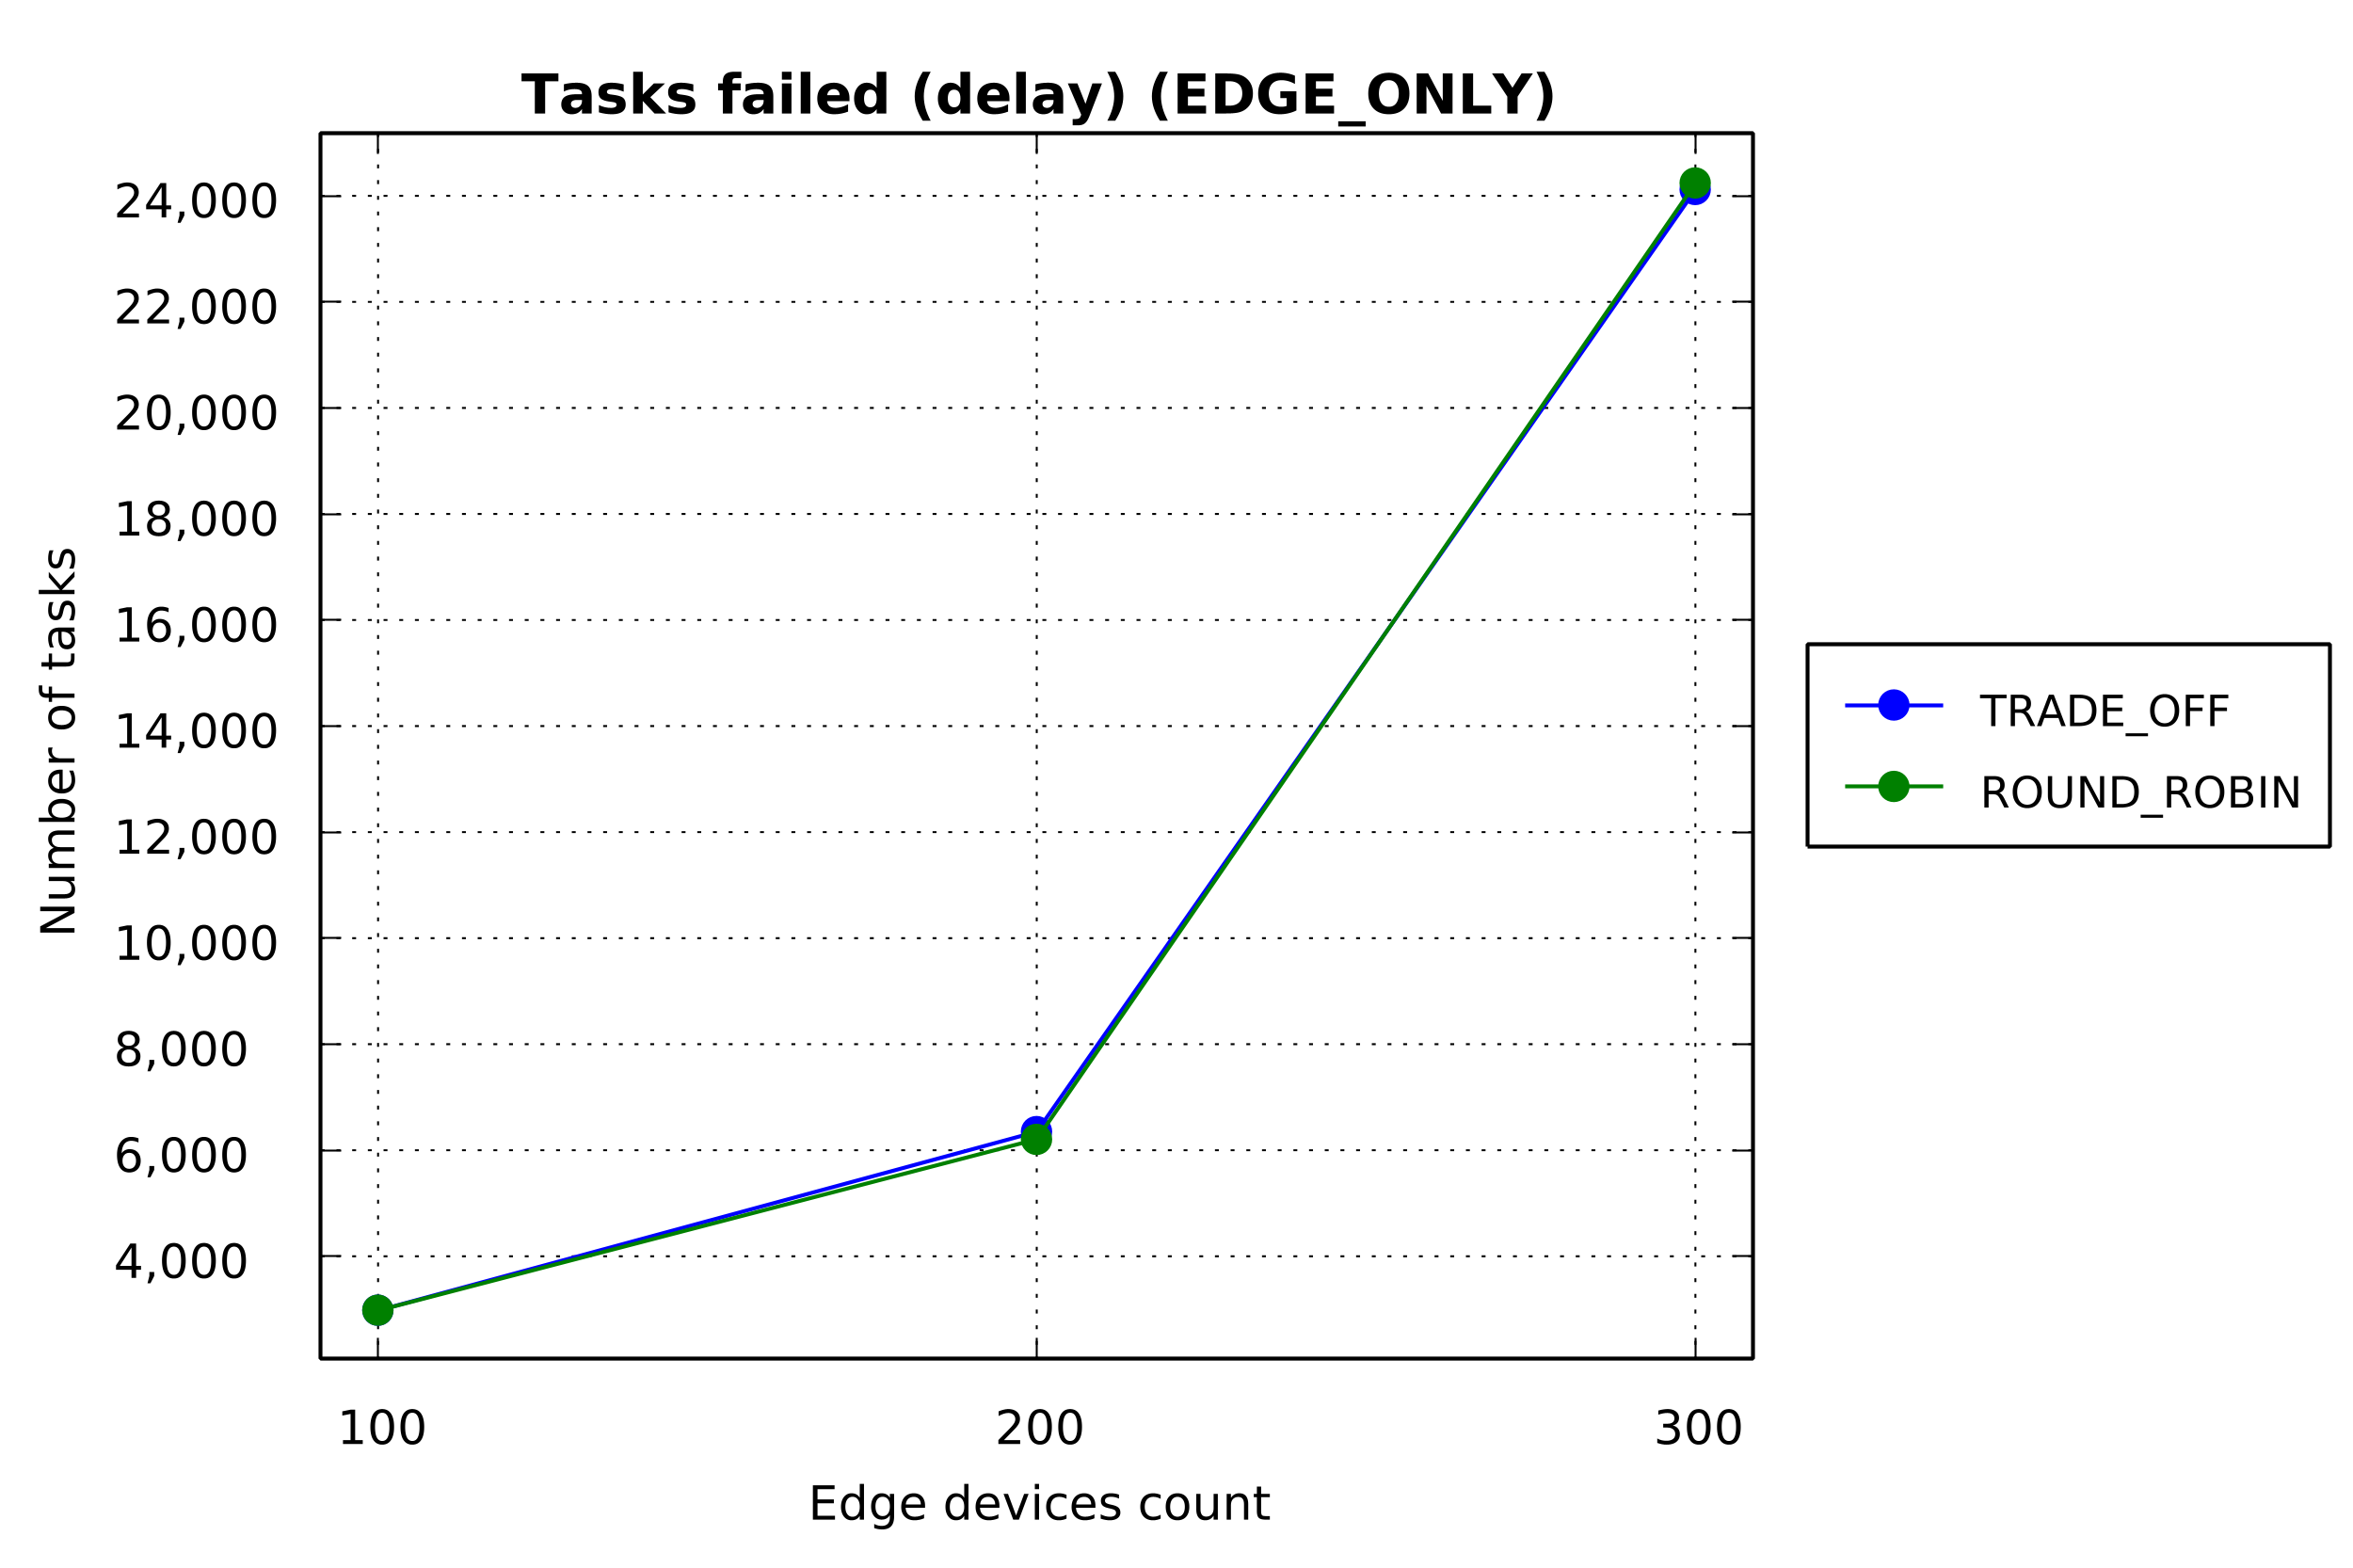 Tasks failed (delay) (EDGE_ONLY)
24,000
22,000
20,000
18,000
16,000
14,000
12,000
10,000
8,000
6,000
4,000
Number of tasks
100
200
300
Edge devices count
TRADE_OFF
ROUND_ROBIN